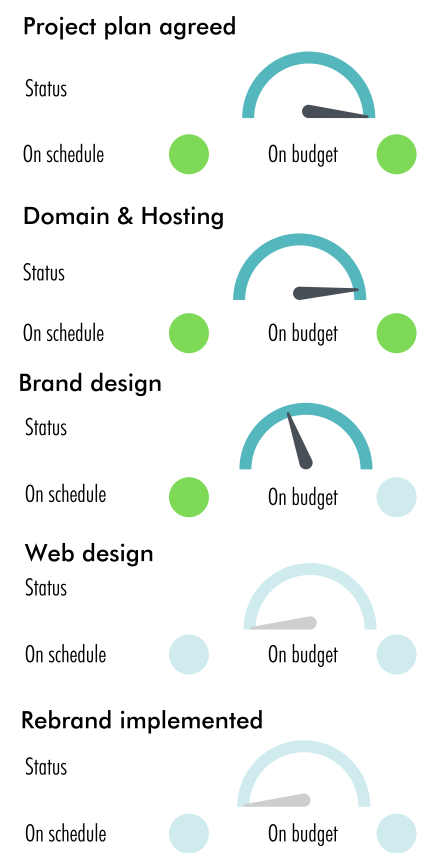 Project plan agreed
Status
On schedule On budget
Domain & Hosting
Status
On schedule On budget
Brand design
Status
On schedule On budget
Web design
Status
On schedule On budget
Rebrand implemented
Status
On schedule On budget